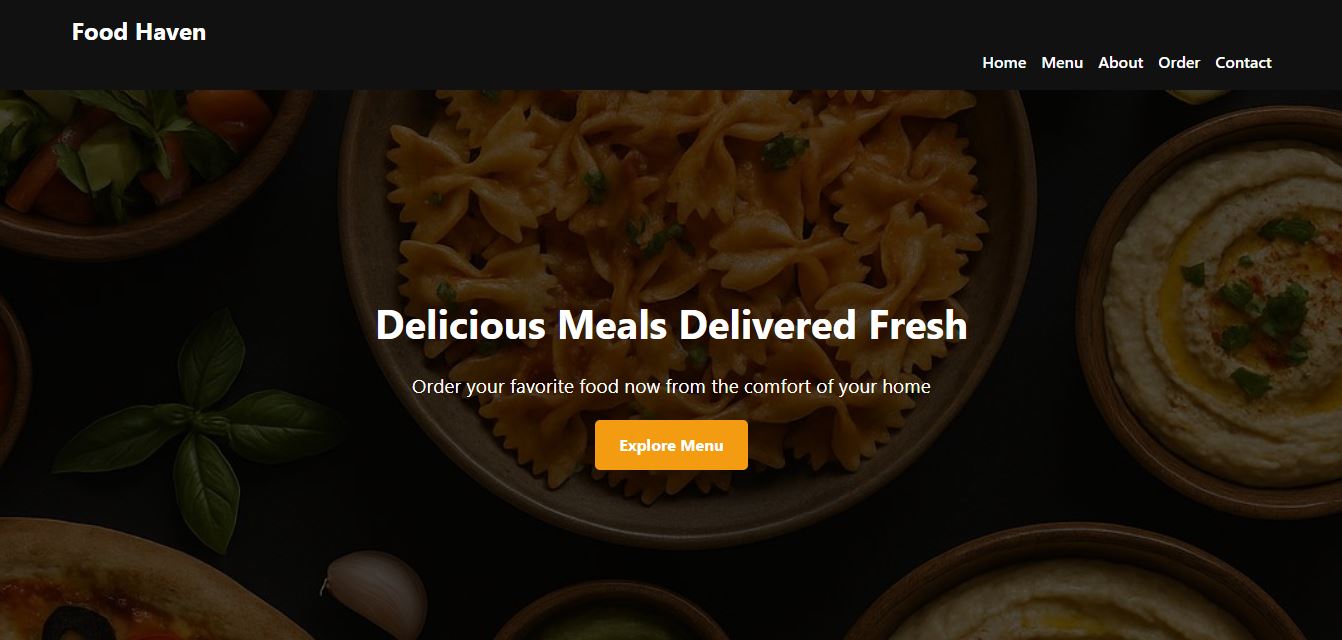 Food Haven
Home Menu About Order Contact
Delicious Meals Delivered Fresh
Order your favorite food now from the comfort of your home
Explore Menu